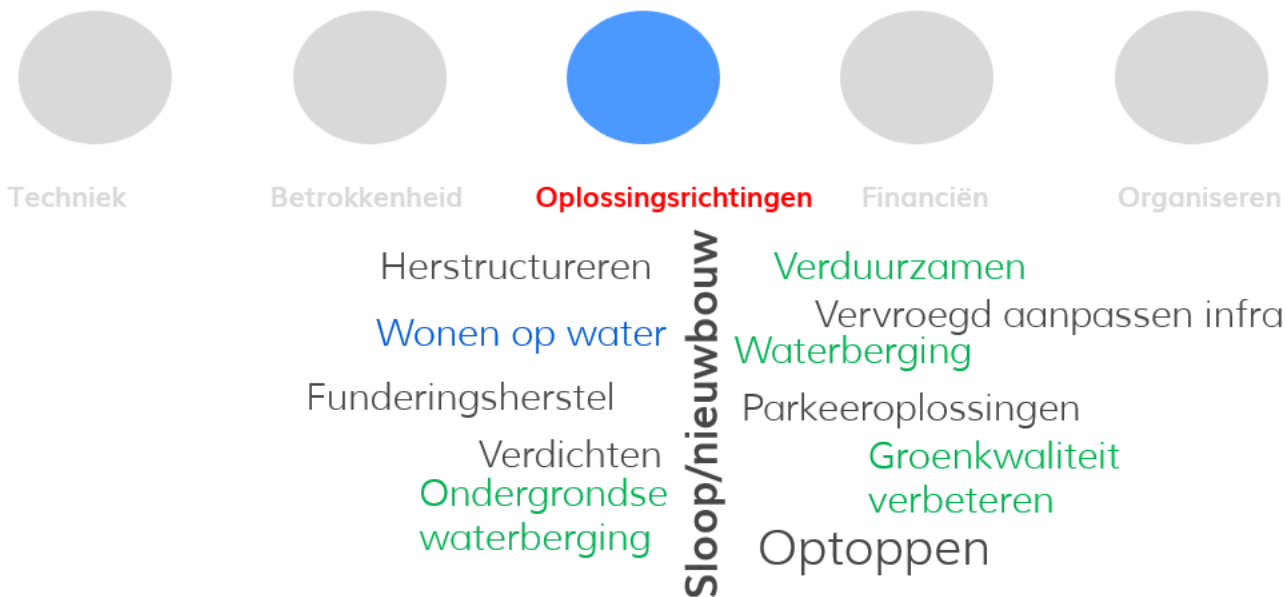 Techniek
Betrokkenheid
Oplossingsrichtingen
Financiën
Organiseren
Herstructureren
Wonen op water
Funderingsherstel
Verdichten
Ondergrondse
waterberging
Sloop/nieuwbouw
Verduurzamen
Vervroegd aanpassen infra
Waterberging
Parkeeroplossingen
Groenkwaliteit
verbeteren
Optoppen